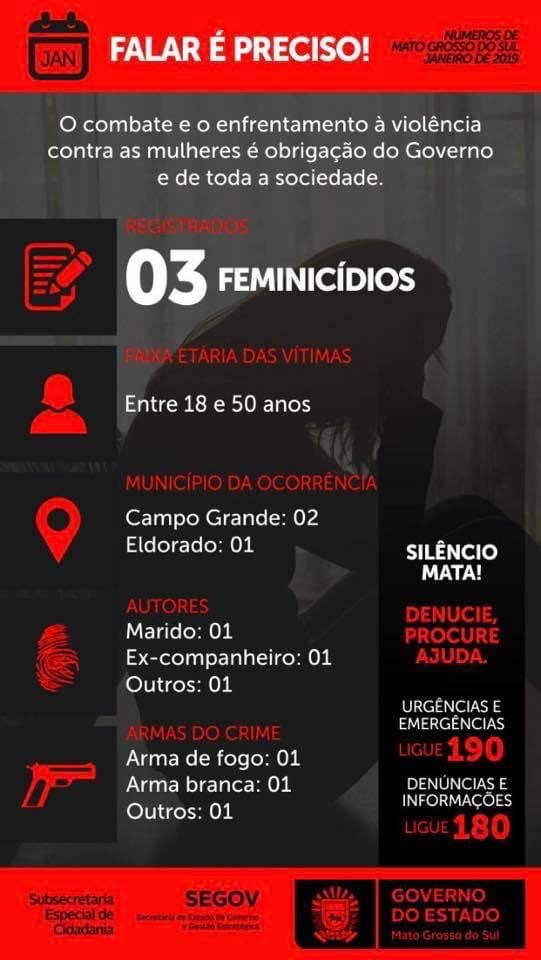 JAN
FALAR É PRECISO!
NÚMEROS DE
MATO GROSSO DO SUL
JANEIRO DE 2019
O combate e o enfrentamento à violência
contra as mulheres é obrigação do Governo
e de toda a sociedade.
REGISTRADOS
03 FEMINICÍDIOS
FAIXA ETÁRIA DAS VÍTIMAS
Entre 18 e 50 anos
MUNICÍPIO DA OCORRÊNCIA
Campo Grande: 02
Eldorado: 01
AUTORES
Marido: 01
Ex-companheiro: 01
Outros: 01
ARMAS DO CRIME
Arma de fogo: 01
Arma branca: 01
Outros: 01
SILÊNCIO
MATA!
DENUCIE,
PROCURE
AJUDA.
URGÊNCIAS E
EMERGÊNCIAS
LIGUE 190
DENÚNCIAS E
INFORMAÇÕES
LIGUE 180
Subsecretaria
Especial de
Cidadania
SEGOV
Secretaria de Estado de Governo
e Gestão Estratégica
GOVERNO
DO ESTADO
Mato Grosso do Sul